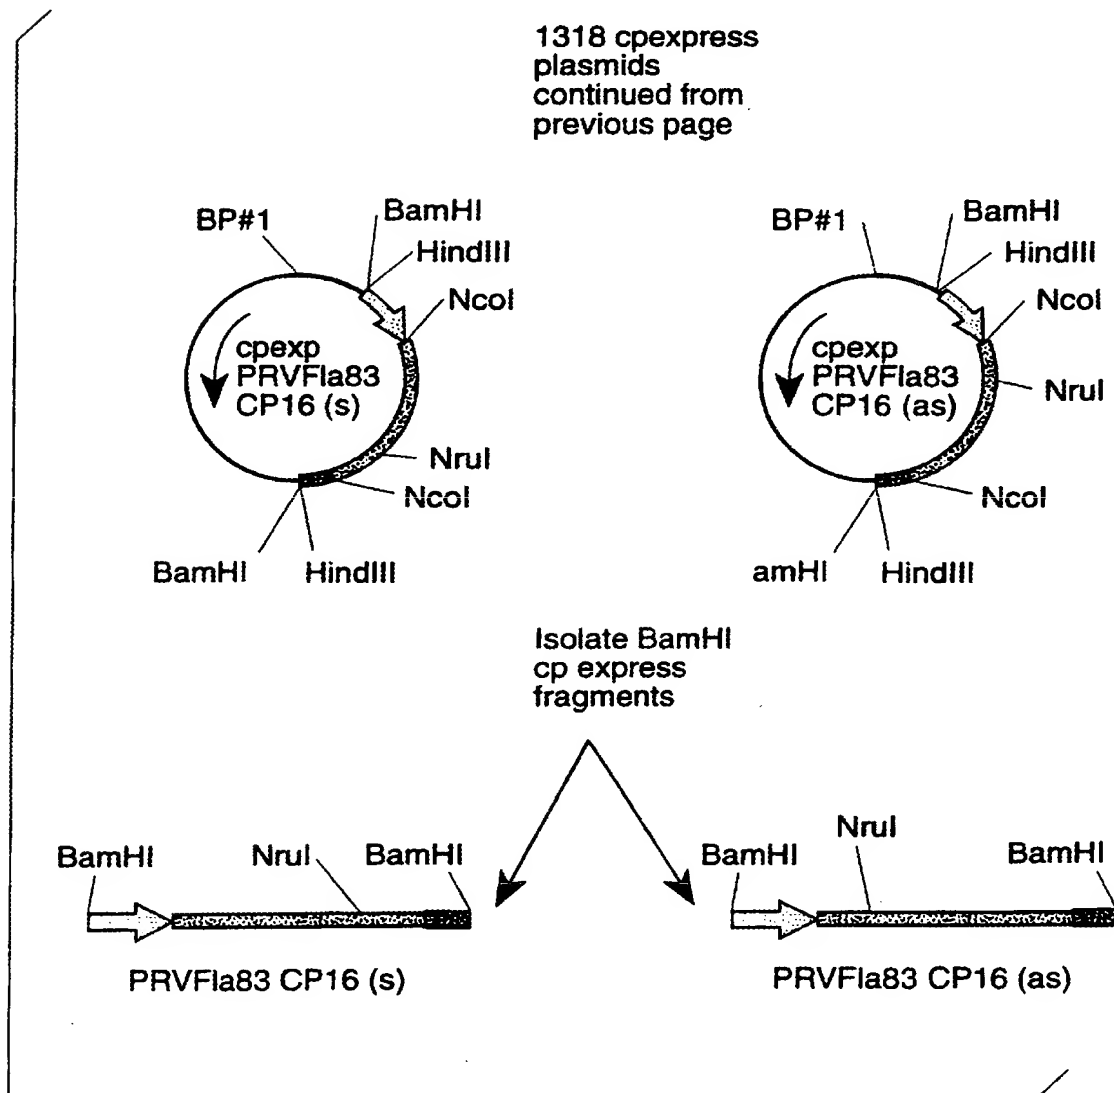 1318 cpexpress
plasmids
continued from
previous page
BP#1
BamHI
HindIII
NcoI
cpexp
PRVFla83
CP16 (s)
NruI
NcoI
BamHI
HindIII
BP#1
BamHI
HindIII
NcoI
cpexp
PRVFla83
CP16 (as)
NruI
NcoI
amHI
HindIII
Isolate BamHI
cp express
fragments
BamHI
NruI
BamHI
PRVFla83 CP16 (s)
BamHI
NruI
BamHI
PRVFla83 CP16 (as)